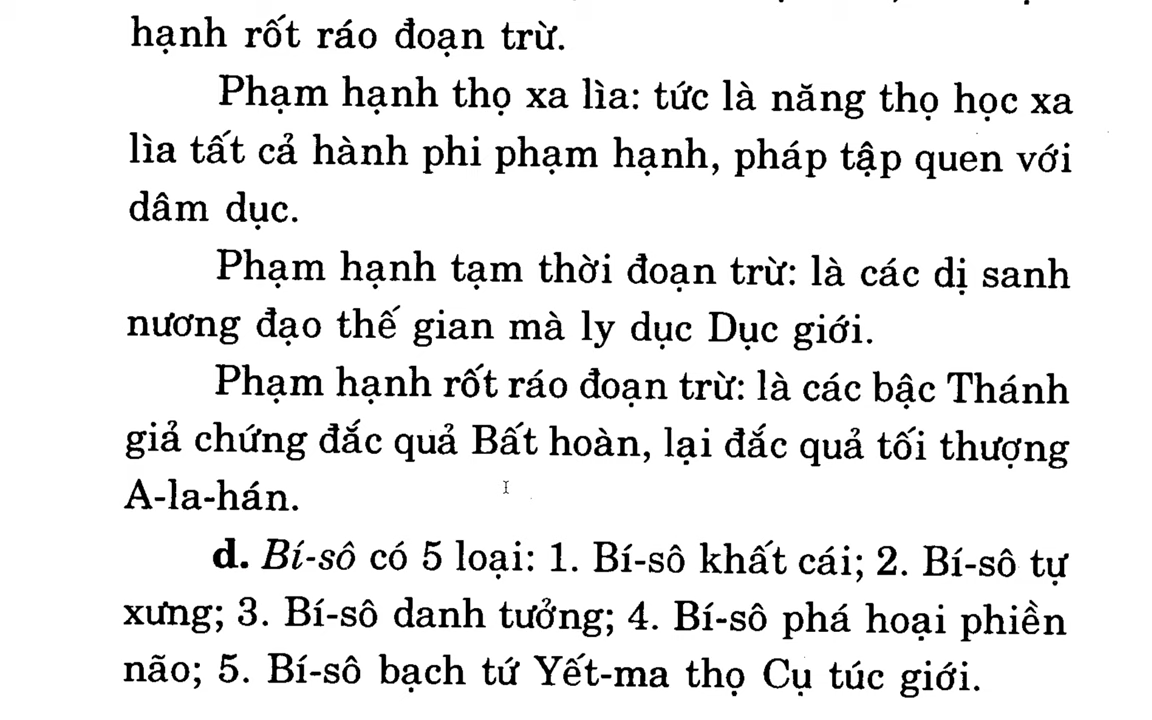 hạnh rốt ráo đoạn trừ.
Phạm hạnh thọ xa lìa: tức là năng thọ học xa
lìa tất cả hành phi phạm hạnh, pháp tập quen với
dâm dục.
Phạm hạnh tạm thời đoạn trừ: là các dị sanh
nương đạo thế gian mà ly dục Dục giới.
Phạm hạnh rốt ráo đoạn trừ: là các bậc Thánh
giả chứng đắc quả Bất hoàn, lại đắc quả tối thượng
A-la-hán.
d. Bí-sô có 5 loại: 1. Bí-sô khất cái; 2. Bí-sô tự
xưng; 3. Bí-sô danh tưởng; 4. Bí-sô phá hoại phiền
não; 5. Bí-sô bạch tứ Yết-ma thọ Cụ túc giới.